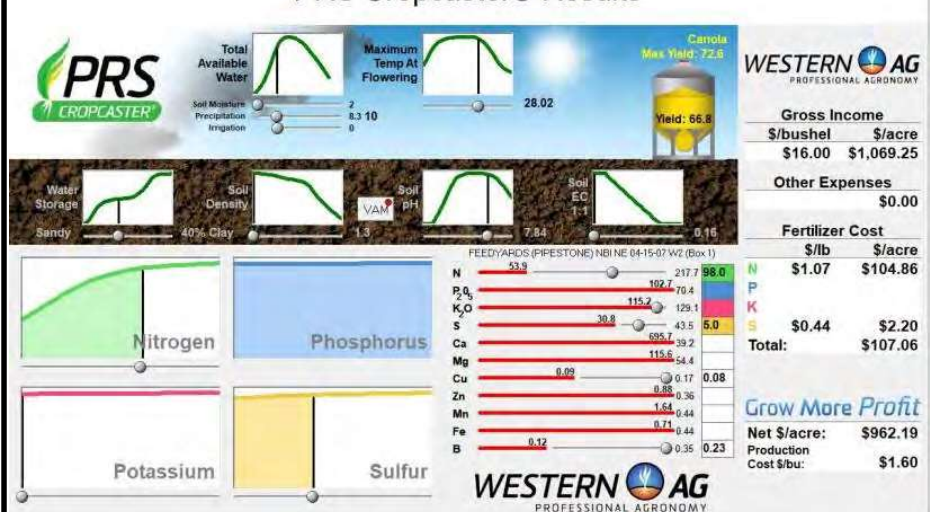 PRS
CROPCASTER
Total
Available
Water
Soil Moisture 2
Precipitation 8.3 10
Irrigation 0
Maximum
Temp At
Flowering
28.02
Canola
Max Yield: 72.6
Yield: 66.8
WESTERN AG
PROFESSIONAL AGRONOMY
Gross Income
$/bushel $/acre
$16.00 $1,069.25
Other Expenses
$0.00
Fertilizer Cost
$/lb $/acre
N $1.07 $104.86
P
K
S $0.44 $2.20
Total: $107.06
Grow More Profit
Net $/acre: $962.19
Production
Cost $/bu: $1.60
Water
Storage
Sandy 40% Clay
Soil
Density
1.3
VAM
Soil
pH
7.84
Soil
EC
1:1
0.16
Nitrogen
Phosphorus
Potassium
Sulfur
FEEDYARDS (PIPESTONE) NBI NE 04-15-07 W2 (Box 1)
N 53.9 217.7 98.0
P2O5 102.7 70.4
K2O 115.2 129.1
S 30.8 43.5 5.0
Ca 695.7 39.2
Mg 115.6 54.4
Cu 0.09 0.17 0.08
Zn 0.88 0.36
Mn 1.64 0.44
Fe 0.71 0.44
B 0.12 0.35 0.23
WESTERN AG
PROFESSIONAL AGRONOMY